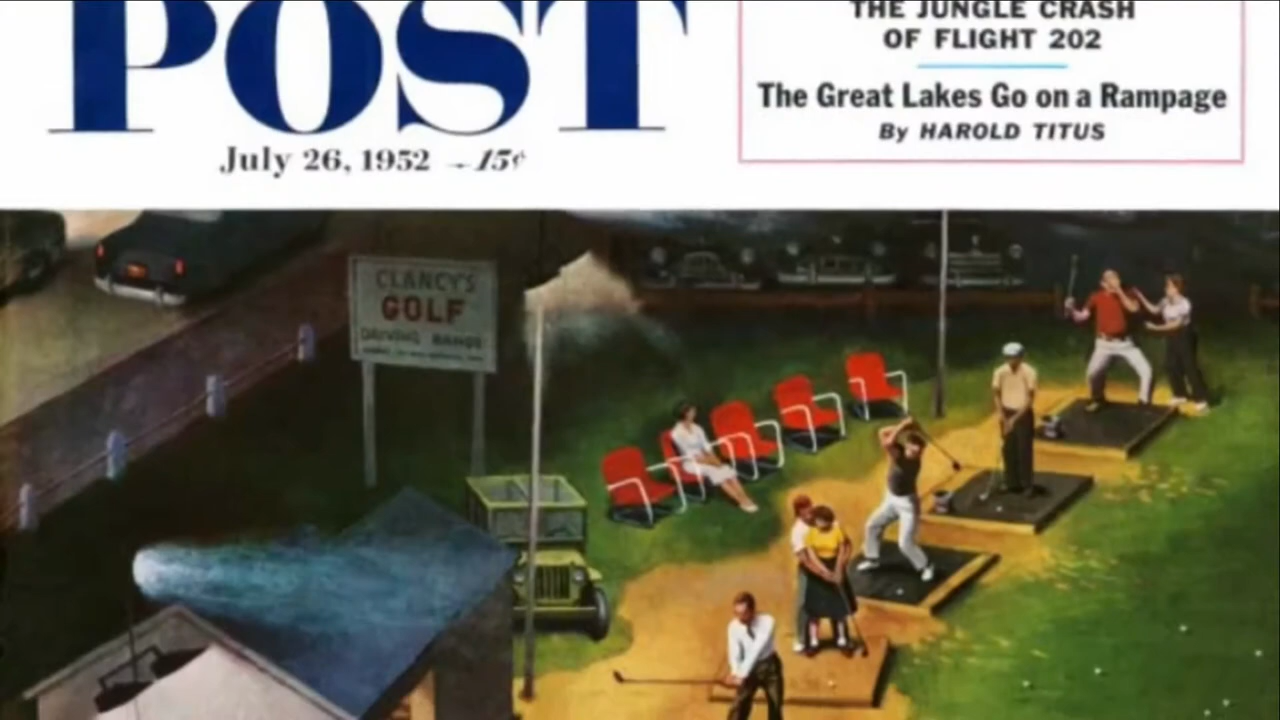 POST
July 26, 1952 – 15¢
THE JUNGLE CRASH
OF FLIGHT 202
The Great Lakes Go on a Rampage
By HAROLD TITUS
CLANCY'S
GOLF
DRIVING RANGE